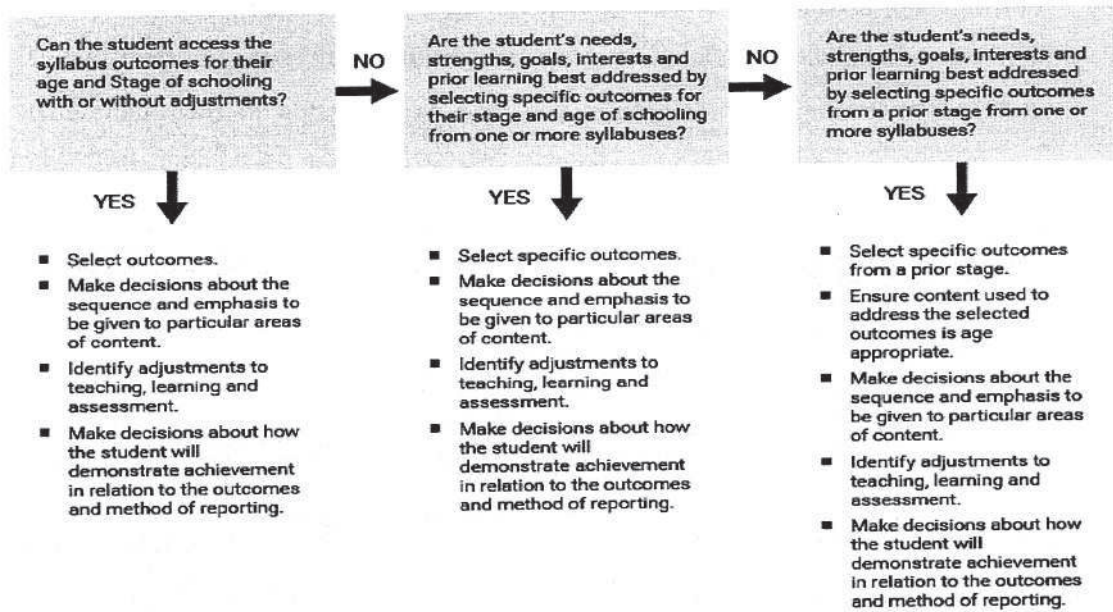 Can the student access the
syllabus outcomes for their
age and Stage of schooling
with or without adjustments?
NO
Are the student's needs,
strengths, goals, interests and
prior learning best addressed by
selecting specific outcomes for
their stage and age of schooling
from one or more syllabuses?
NO
Are the student's needs,
strengths, goals, interests and
prior learning best addressed
by selecting specific outcomes
from a prior stage from one or
more syllabuses?
YES
■ Select outcomes.
■ Make decisions about the
sequence and emphasis to
be given to particular areas
of content.
■ Identify adjustments to
teaching, learning and
assessment.
■ Make decisions about how
the student will
demonstrate achievement
in relation to the outcomes
and method of reporting.
YES
■ Select specific outcomes.
■ Make decisions about the
sequence and emphasis to
be given to particular areas
of content.
■ Identify adjustments to
teaching, learning and
assessment.
■ Make decisions about how
the student will
demonstrate achievement
in relation to the outcomes
and method of reporting.
YES
■ Select specific outcomes
from a prior stage.
■ Ensure content used to
address the selected
outcomes is age
appropriate.
■ Make decisions about the
sequence and emphasis to
be given to particular areas
of content.
■ Identify adjustments to
teaching, learning and
assessment.
■ Make decisions about how
the student will
demonstrate achievement
in relation to the outcomes
and method of reporting.